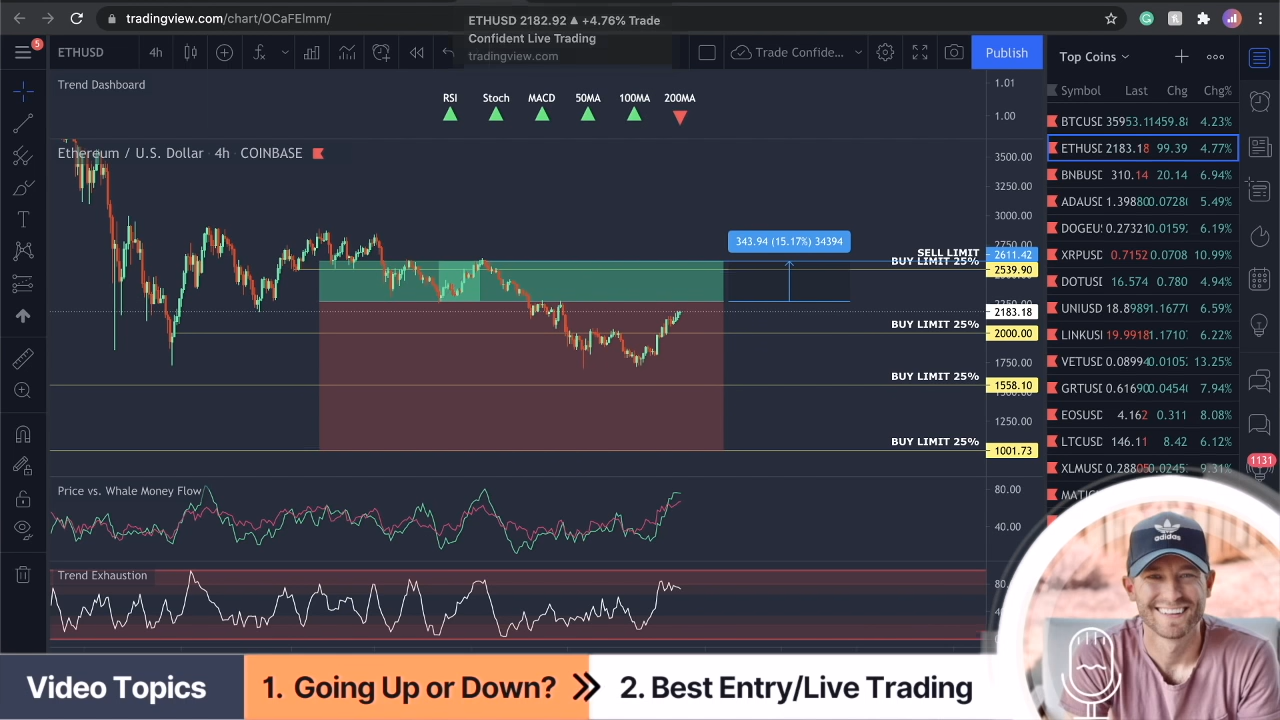 tradingview.com/chart/OCaFEImm/
ETHUSD 2182.92 ▲ +4.76% Trade
Confident Live Trading
tradingview.com
5
ETHUSD
4h
Trade Confide...
Publish
Top Coins
Trend Dashboard
RSI Stoch MACD 50MA 100MA 200MA
1.01
1.00
Symbol Last Chg Chg%
Ethereum / U.S. Dollar · 4h · COINBASE
3500.00
3250.00
3000.00
2750.00
343.94 (15.17%) 34394
SELL LIMIT 2611.42
BUY LIMIT 25% 2539.90
2183.18
BUY LIMIT 25% 2000.00
1750.00
BUY LIMIT 25% 1558.10
1250.00
BUY LIMIT 25% 1001.73
BTCUSD 4.23%
ETHUSD 2183.18 99.39 4.77%
BNBUSD 310.14 20.14 6.94%
ADAUSD 5.49%
DOGEU 6.19%
XRPUSD 0.7152 10.99%
DOTUSD 16.574 0.780 4.94%
UNIUSD 6.59%
LINKUSD 6.22%
VETUSD 13.25%
GRTUSD 7.94%
EOSUSD 4.162 0.311 8.08%
LTCUSD 146.11 8.42 6.12%
XLMUSD 9.31%
MATIC
1131
Price vs. Whale Money Flow
80.00
40.00
Trend Exhaustion
adidas
Video Topics
1. Going Up or Down?
2. Best Entry/Live Trading